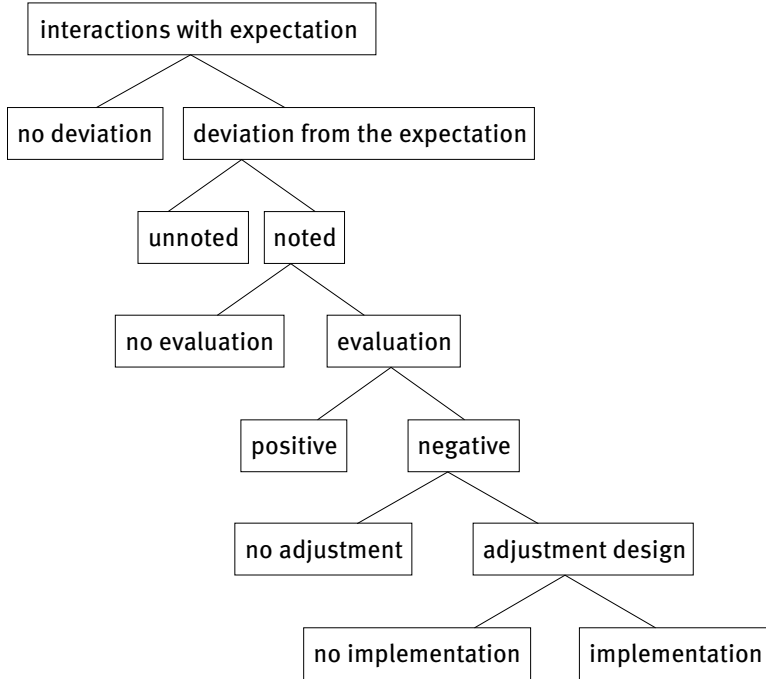 interactions with expectation
no deviation
deviation from the expectation
unnoted
noted
no evaluation
evaluation
positive
negative
no adjustment
adjustment design
no implementation
implementation